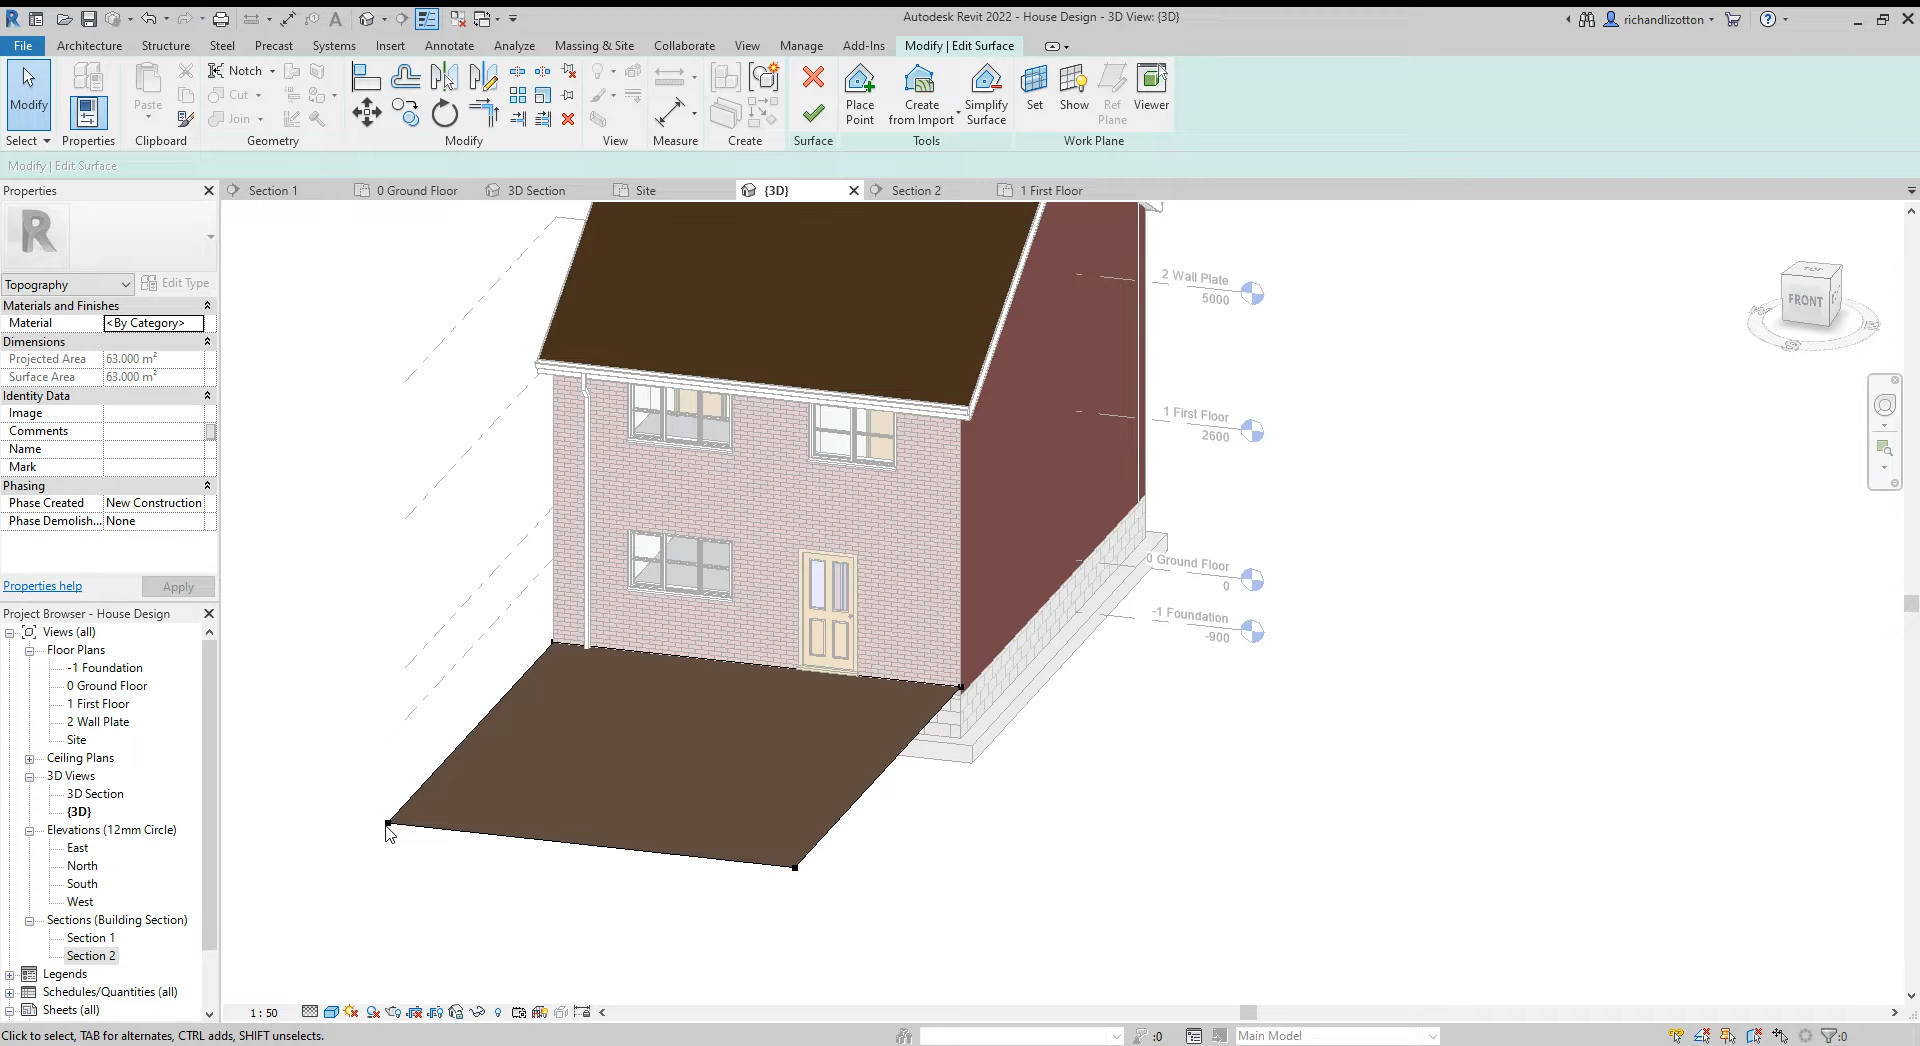 Autodesk Revit 2022 - House Design - 3D View: {3D}
richandlizotton
File Architecture Structure Steel Precast Systems Insert Annotate Analyze Massing & Site Collaborate View Manage Add-Ins Modify | Edit Surface
Modify
Properties
Paste
Notch
Cut
Join
Place Point
Create from Import
Simplify Surface
Set
Show
Ref Plane
Viewer
Select Properties Clipboard Geometry Modify View Measure Create Surface Tools Work Plane
Modify | Edit Surface
Properties
Section 1 0 Ground Floor 3D Section Site {3D} Section 2 1 First Floor
Topography
Edit Type
Materials and Finishes
Material <By Category>
Dimensions
Projected Area 63.000 m²
Surface Area 63.000 m²
Identity Data
Image
Comments
Name
Mark
Phasing
Phase Created New Construction
Phase Demolish... None
Properties help Apply
Project Browser - House Design
Views (all)
Floor Plans
-1 Foundation
0 Ground Floor
1 First Floor
2 Wall Plate
Site
Ceiling Plans
3D Views
3D Section
{3D}
Elevations (12mm Circle)
East
North
South
West
Sections (Building Section)
Section 1
Section 2
Legends
Schedules/Quantities (all)
Sheets (all)
2 Wall Plate
5000
1 First Floor
2600
0 Ground Floor
0
-1 Foundation
-900
TOP
FRONT
1 : 50
Click to select, TAB for alternates, CTRL adds, SHIFT unselects.
:0
Main Model
:0